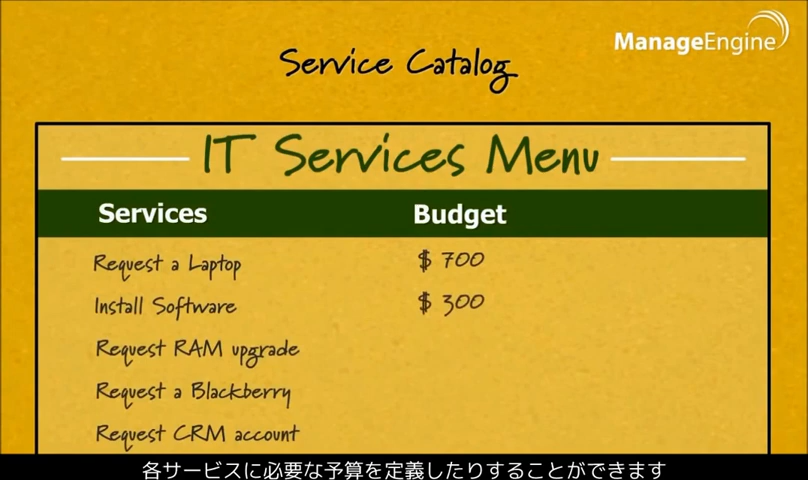 ManageEngine
Service Catalog
IT Services Menu
Services Budget
Request a Laptop $ 700
Install Software $ 300
Request RAM upgrade
Request a Blackberry
Request CRM account
各サービスに必要な予算を定義したりすることができます